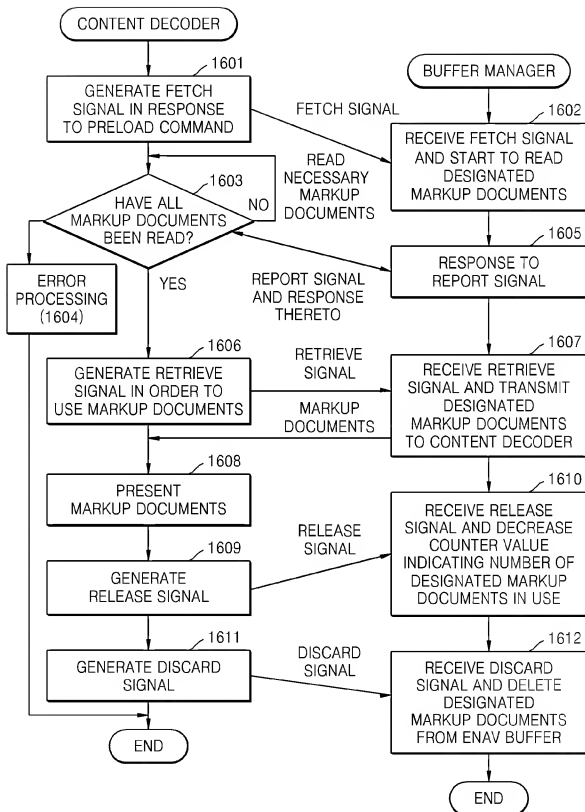 CONTENT DECODER
1601
GENERATE FETCH
SIGNAL IN RESPONSE
TO PRELOAD COMMAND
BUFFER MANAGER
FETCH SIGNAL
1602
RECEIVE FETCH SIGNAL
AND START TO READ
DESIGNATED
MARKUP DOCUMENTS
1603
HAVE ALL
MARKUP DOCUMENTS
BEEN READ?
NO
READ
NECESSARY
MARKUP
DOCUMENTS
YES
ERROR
PROCESSING
(1604)
REPORT SIGNAL
AND RESPONSE
THERETO
1605
RESPONSE TO
REPORT SIGNAL
1606
GENERATE RETRIEVE
SIGNAL IN ORDER TO
USE MARKUP DOCUMENTS
RETRIEVE
SIGNAL
MARKUP
DOCUMENTS
1607
RECEIVE RETRIEVE
SIGNAL AND TRANSMIT
DESIGNATED
MARKUP DOCUMENTS
TO CONTENT DECODER
1608
PRESENT
MARKUP DOCUMENTS
1609
GENERATE
RELEASE SIGNAL
RELEASE
SIGNAL
1610
RECEIVE RELEASE
SIGNAL AND DECREASE
COUNTER VALUE
INDICATING NUMBER OF
DESIGNATED MARKUP
DOCUMENTS IN USE
1611
GENERATE DISCARD
SIGNAL
DISCARD
SIGNAL
1612
RECEIVE DISCARD
SIGNAL AND DELETE
DESIGNATED
MARKUP DOCUMENTS
FROM ENAV BUFFER
END
END